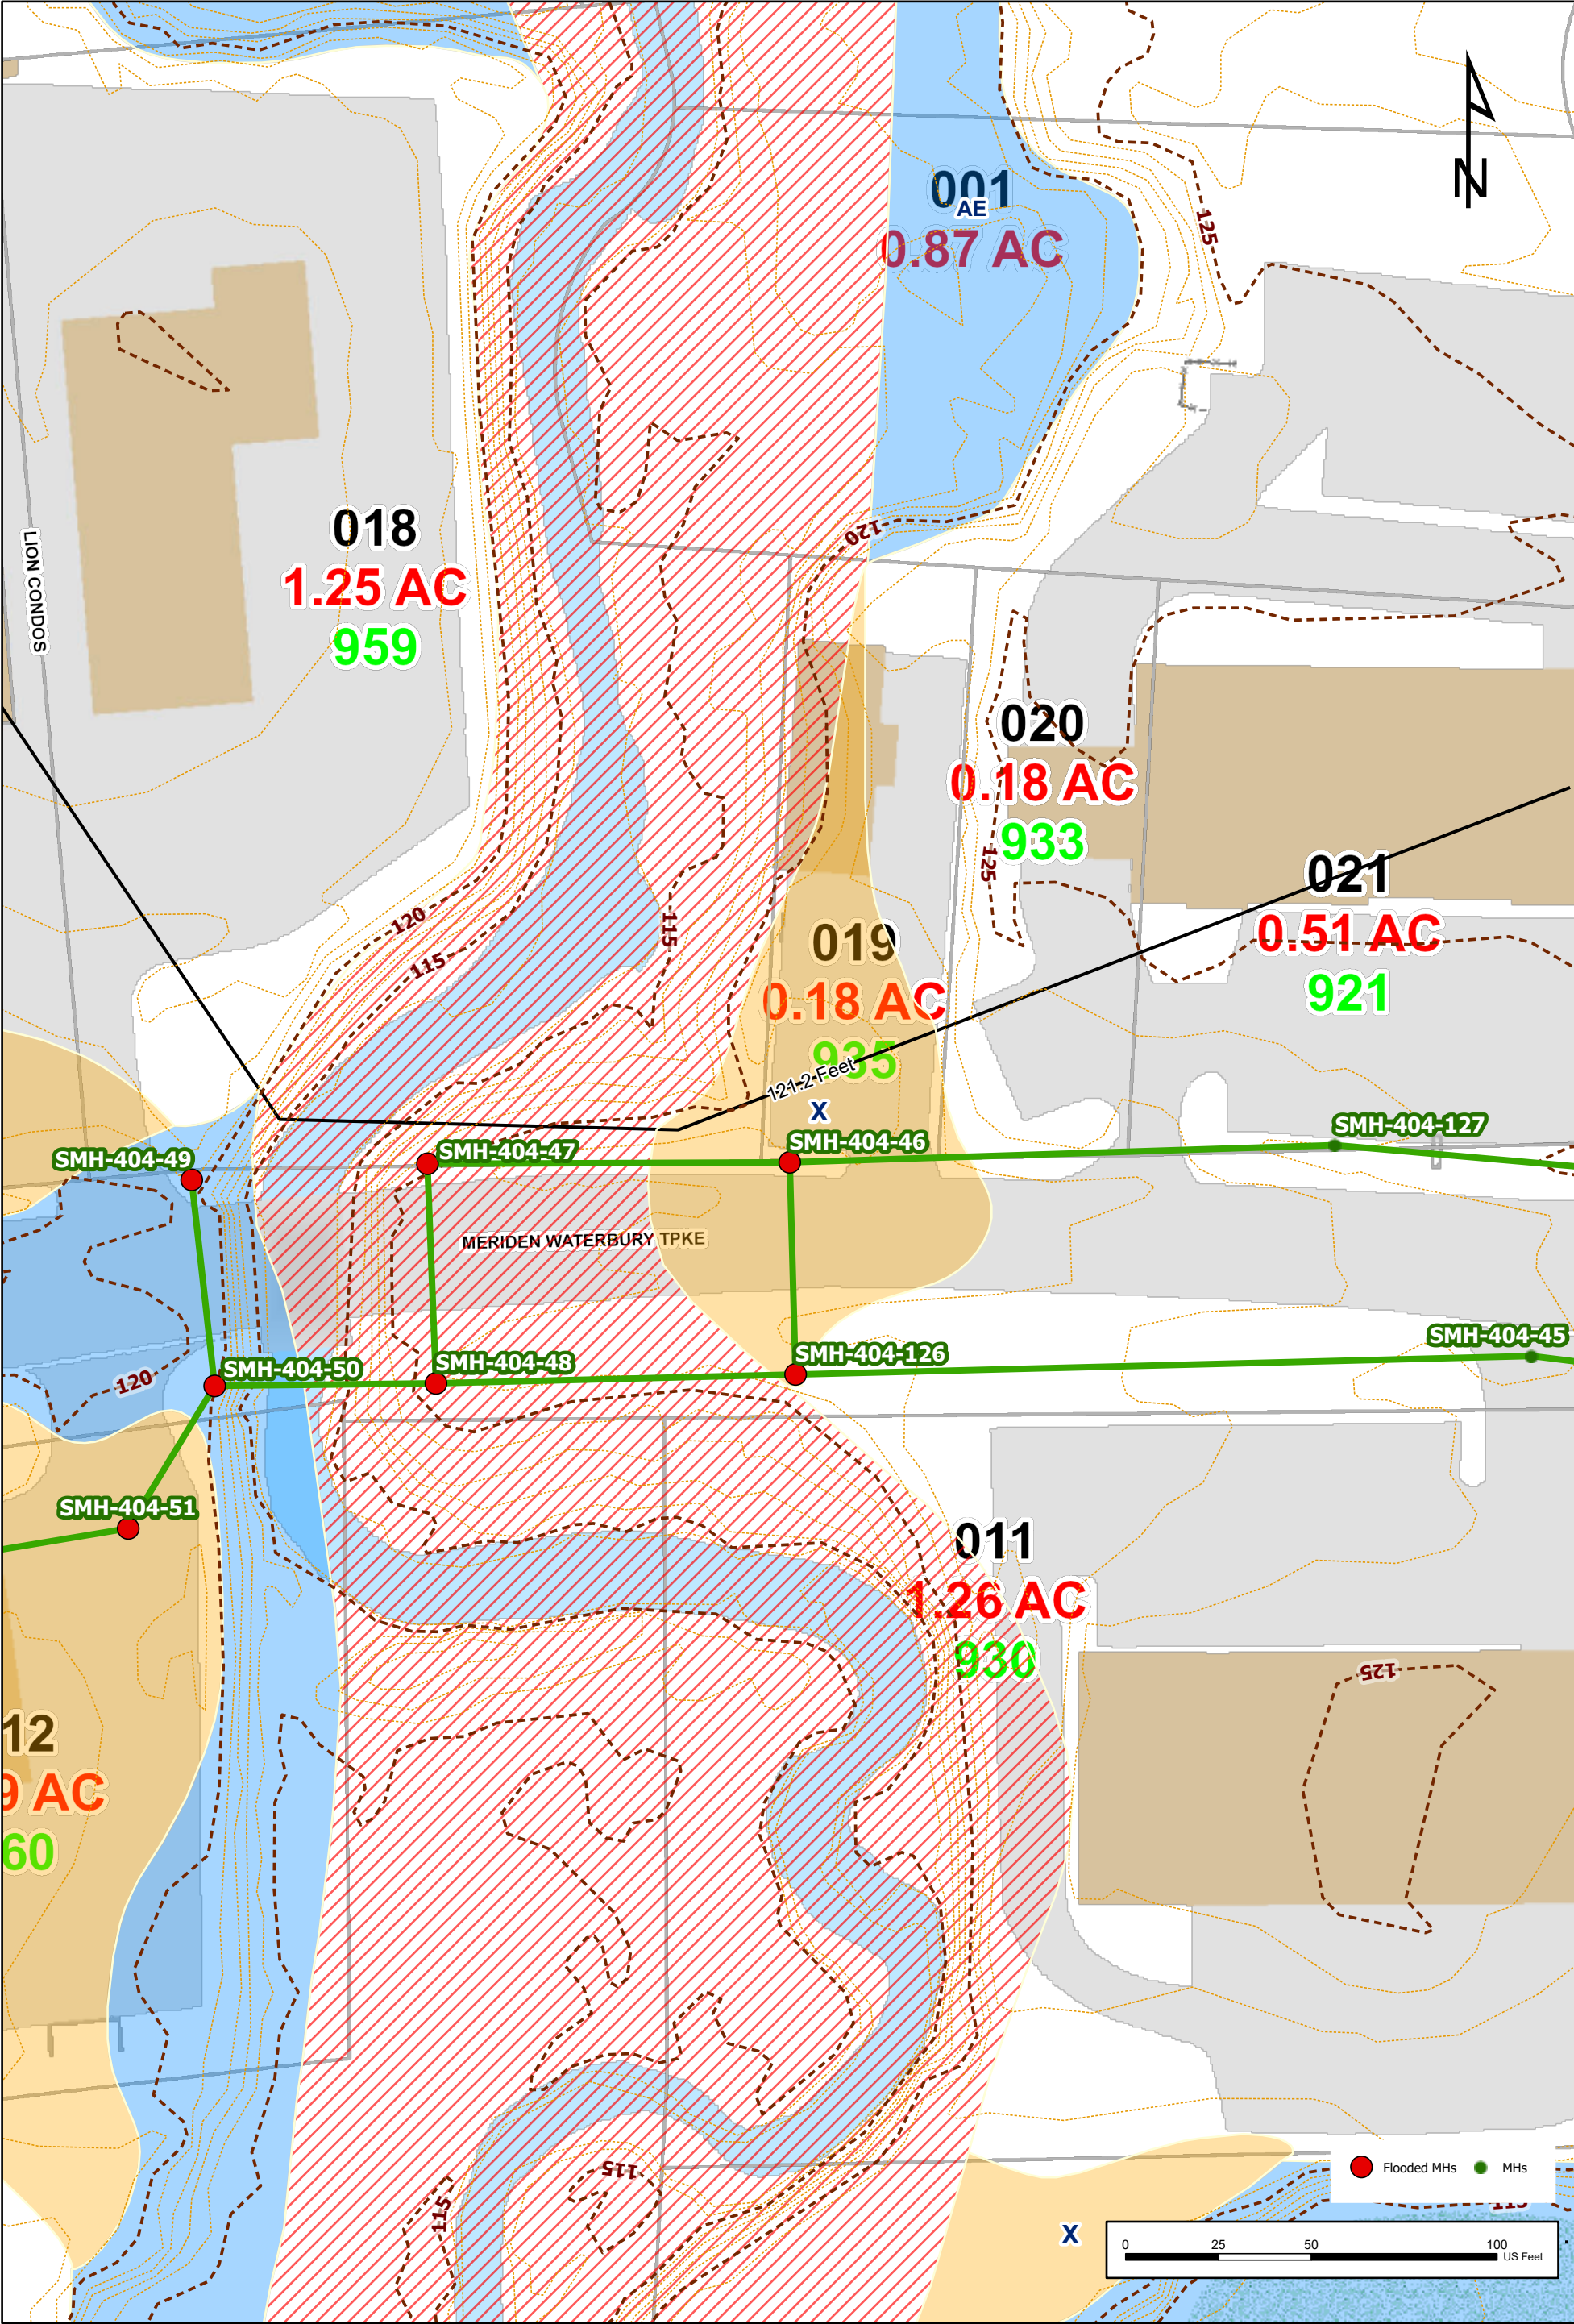 N
001
AE
0.87 AC
125
LION CONDOS
018
1.25 AC
959
120
020
0.18 AC
933
125
021
0.51 AC
921
120
115
115
019
0.18 AC
935
121.2 Feet
X
SMH-404-127
SMH-404-46
SMH-404-47
SMH-404-49
MERIDEN WATERBURY TPKE
SMH-404-45
SMH-404-126
SMH-404-48
SMH-404-50
120
SMH-404-51
011
1.26 AC
930
125
12
9 AC
60
115
115
Flooded MHs
MHs
X
0 25 50 100
US Feet